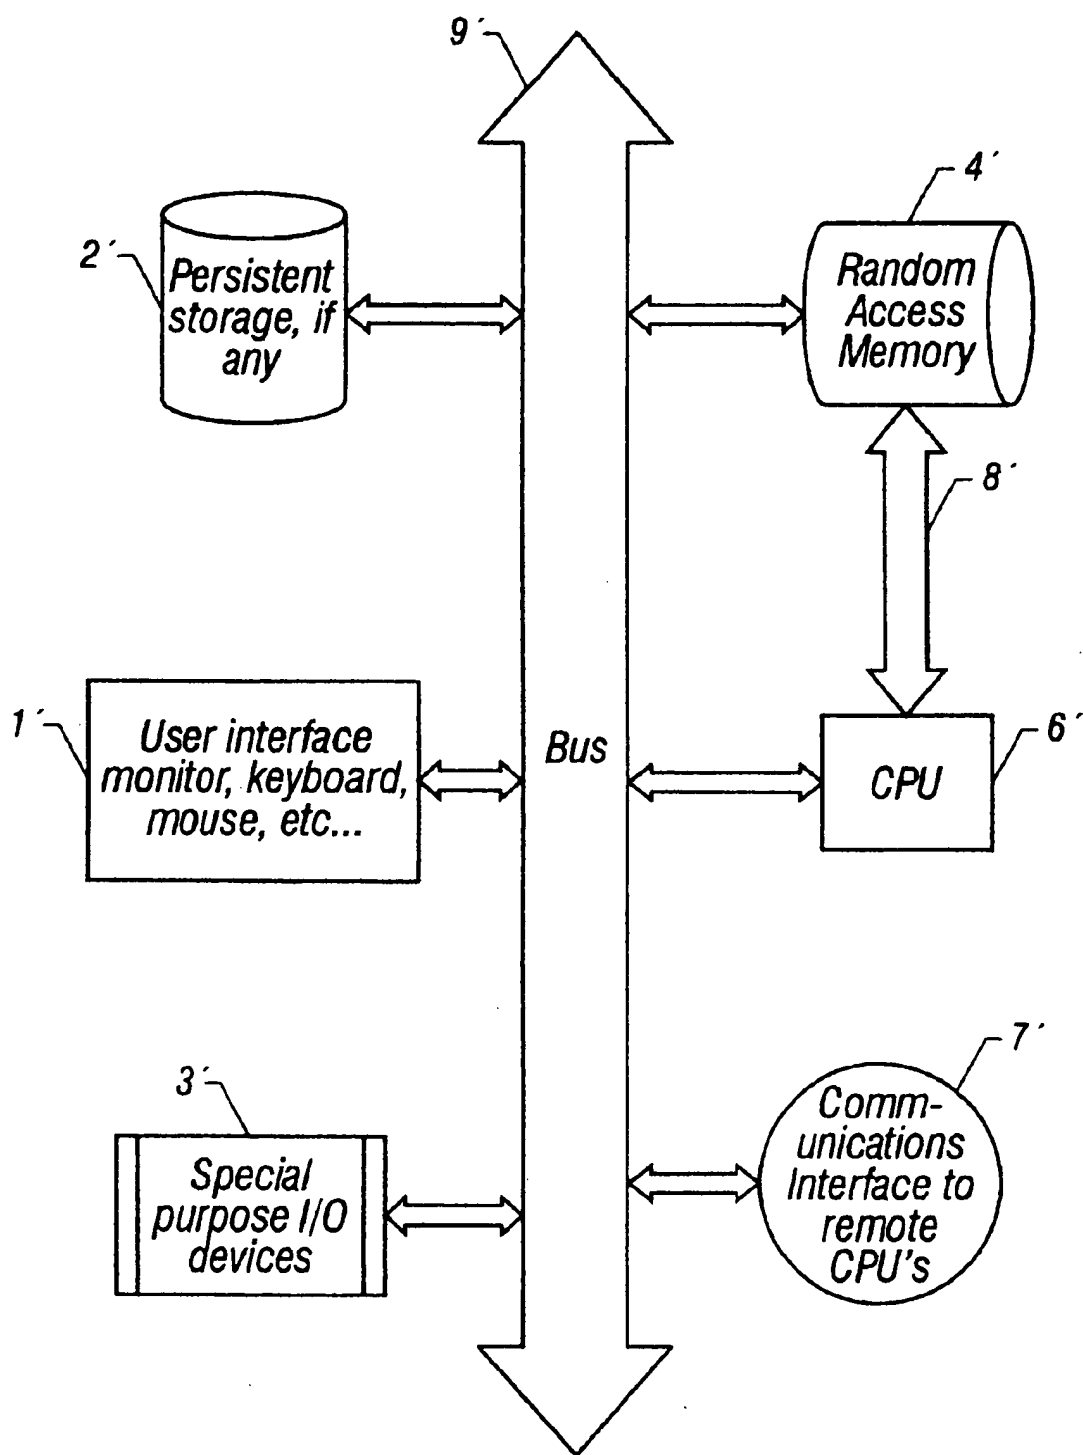 9´
4´
2´
Persistent
storage, if
any
Random
Access
Memory
8´
1´
User interface
monitor, keyboard,
mouse, etc...
Bus
6´
CPU
3´
Special
purpose I/O
devices
7´
Comm-
unications
Interface to
remote
CPU's